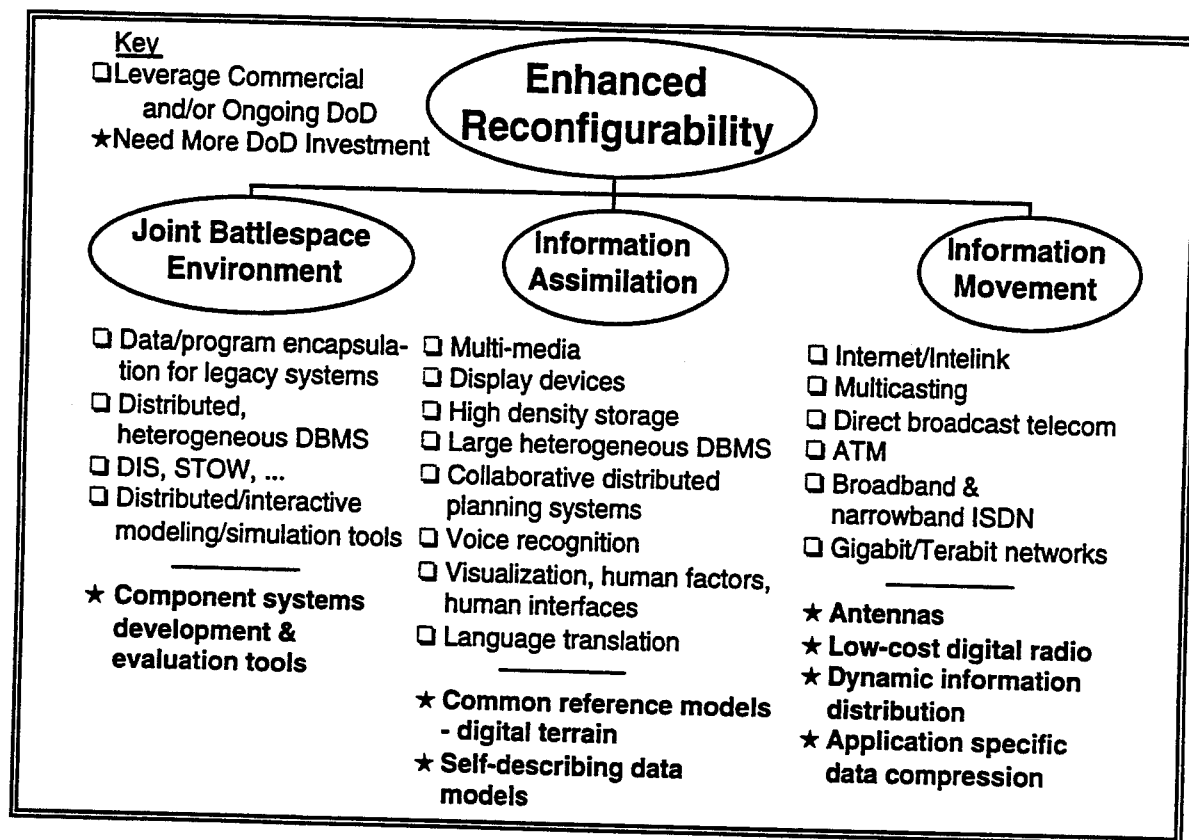 Key
❑Leverage Commercial
and/or Ongoing DoD
★Need More DoD Investment
Enhanced
Reconfigurability
Joint Battlespace
Environment
❑ Data/program encapsula-
tion for legacy systems
❑ Distributed,
heterogeneous DBMS
❑ DIS, STOW, ...
❑ Distributed/interactive
modeling/simulation tools
★ Component systems
development &
evaluation tools
Information
Assimilation
❑ Multi-media
❑ Display devices
❑ High density storage
❑ Large heterogeneous DBMS
❑ Collaborative distributed
planning systems
❑ Voice recognition
❑ Visualization, human factors,
human interfaces
❑ Language translation
★ Common reference models
- digital terrain
★ Self-describing data
models
Information
Movement
❑ Internet/Intelink
❑ Multicasting
❑ Direct broadcast telecom
❑ ATM
❑ Broadband &
narrowband ISDN
❑ Gigabit/Terabit networks
★ Antennas
★ Low-cost digital radio
★ Dynamic information
distribution
★ Application specific
data compression